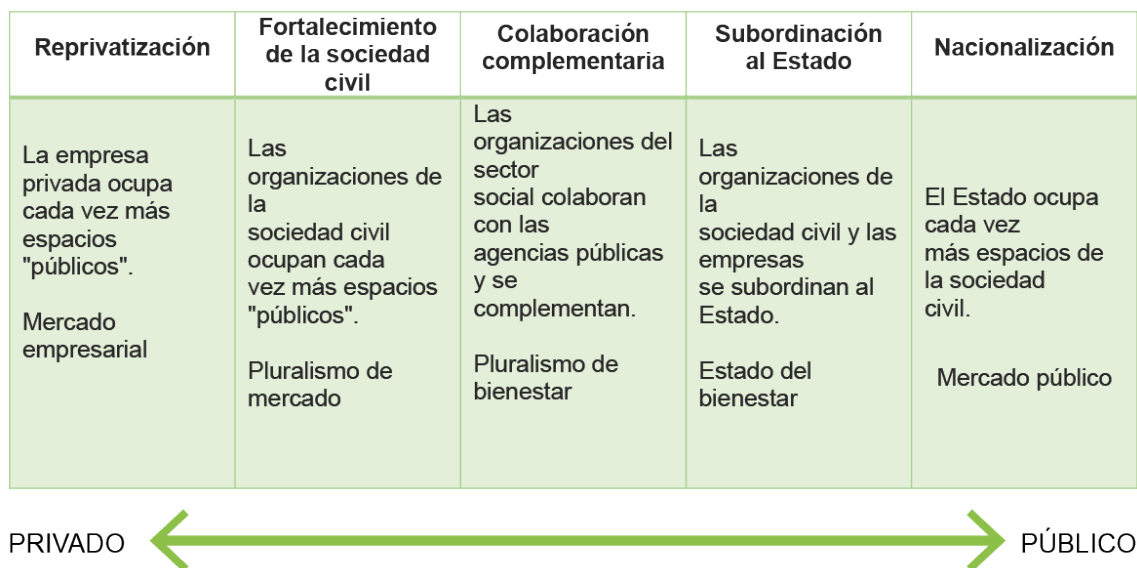 Reprivatización
Fortalecimiento
de la sociedad
civil
Colaboración
complementaria
Subordinación
al Estado
Nacionalización
La empresa
privada ocupa
cada vez más
espacios
"públicos".
Mercado
empresarial
Las
organizaciones de
la
sociedad civil
ocupan cada
vez más espacios
"públicos".
Pluralismo de
mercado
Las
organizaciones del
sector
social colaboran
con las
agencias públicas
y se
complementan.
Pluralismo de
bienestar
Las
organizaciones de
la
sociedad civil y las
empresas
se subordinan al
Estado.
Estado del
bienestar
El Estado ocupa
cada vez
más espacios de
la sociedad
civil.
Mercado público
PRIVADO
PÚBLICO